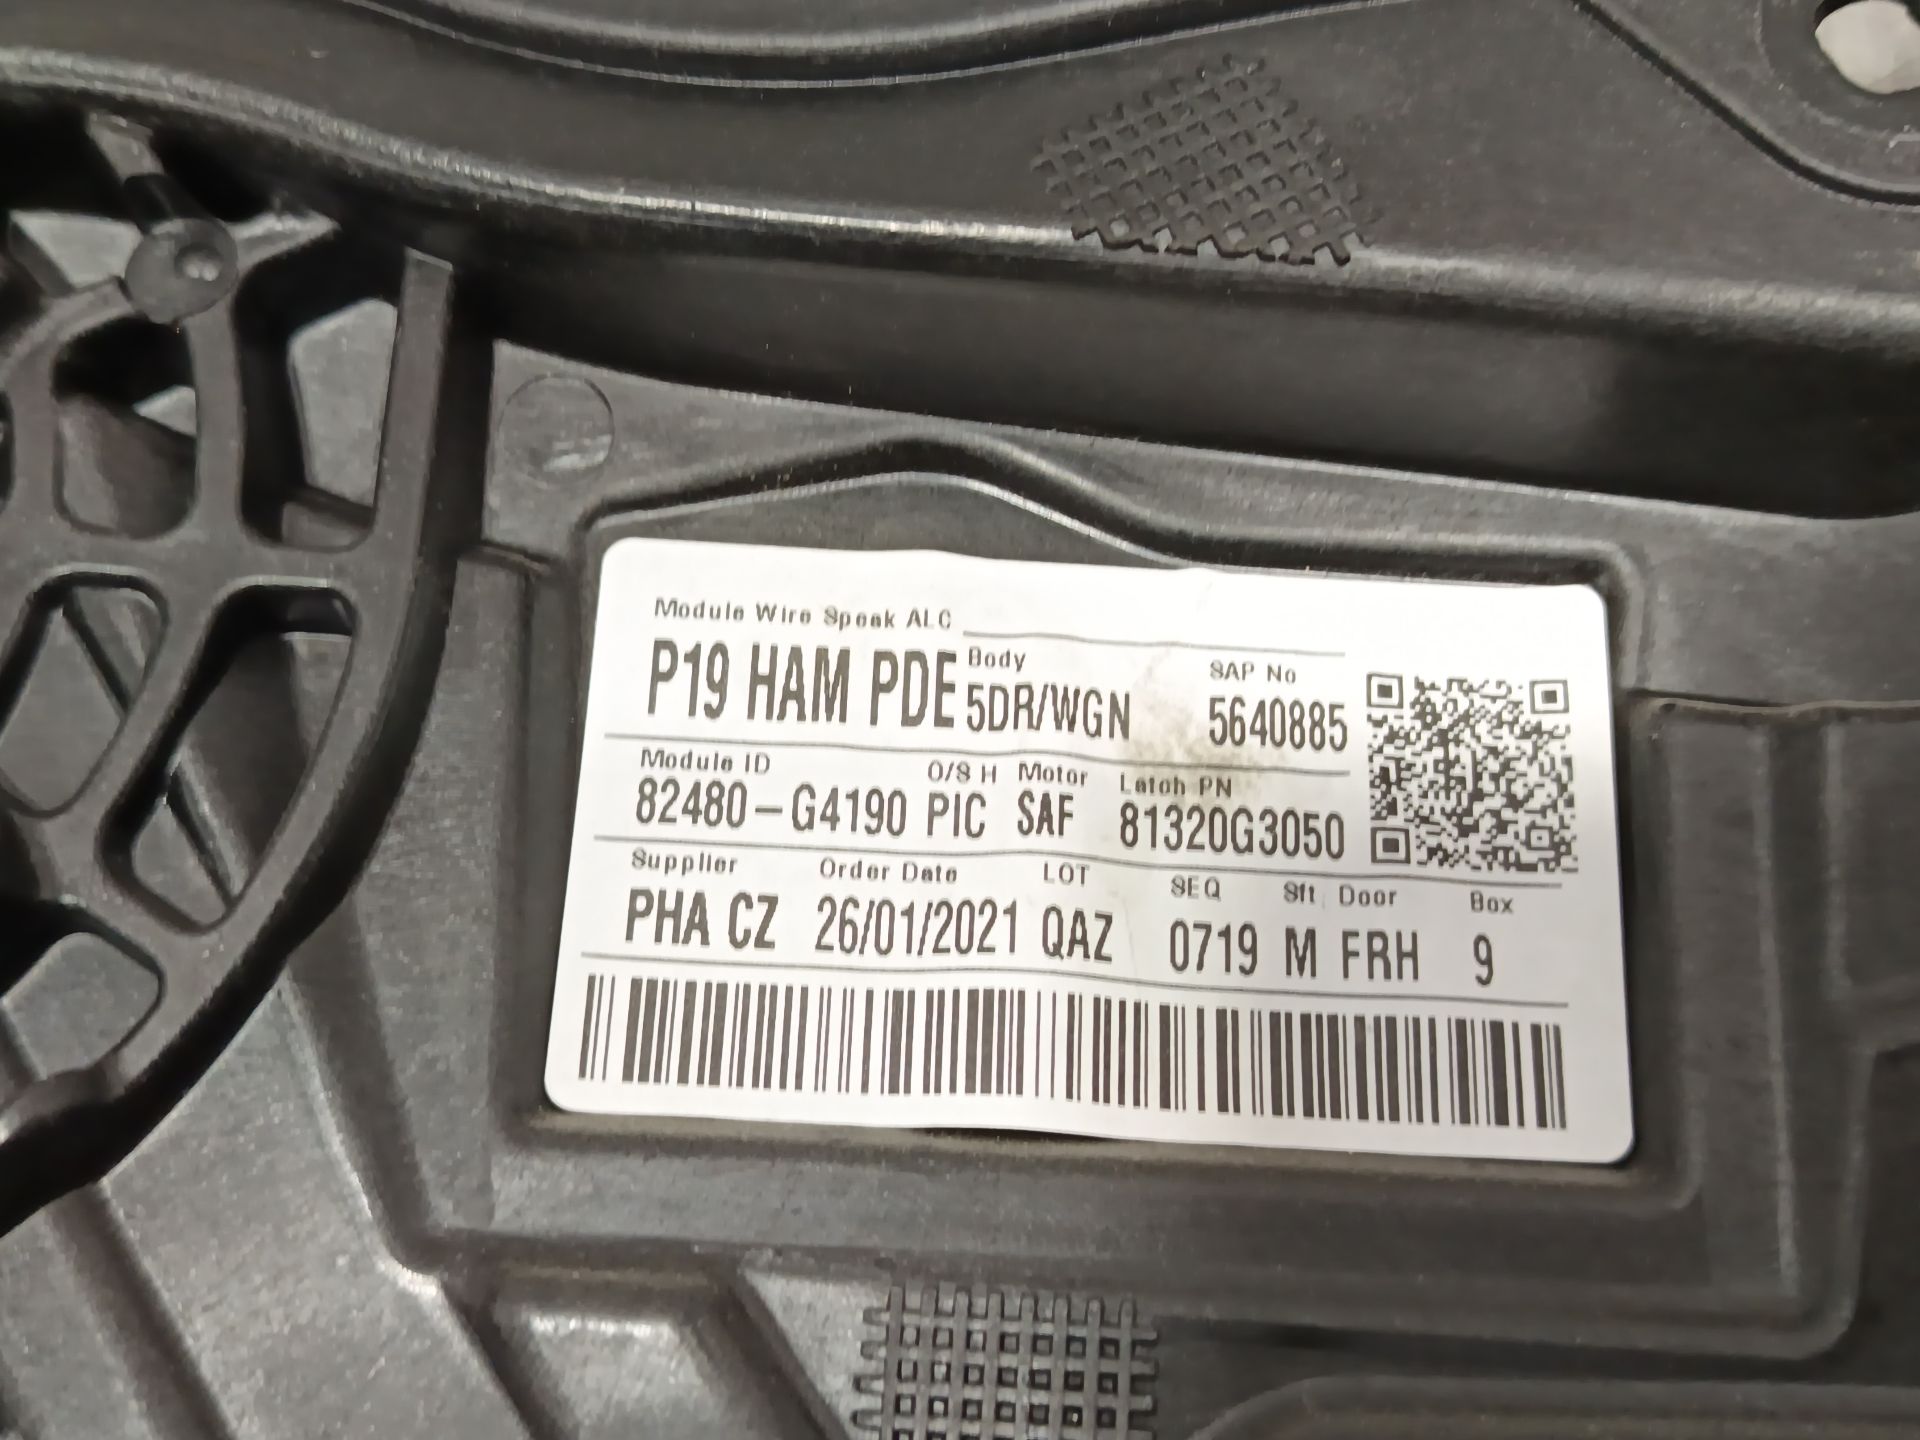 Module Wire Speak ALC
P19 HAM PDE Body 5DR/WGN SAP No 5640885
Module ID O/S H Motor Latch PN
82480-G4190 PIC SAF 81320G3050
Supplier Order Date LOT SEQ Sft Door Box
PHA CZ 26/01/2021 QAZ 0719 M FRH 9